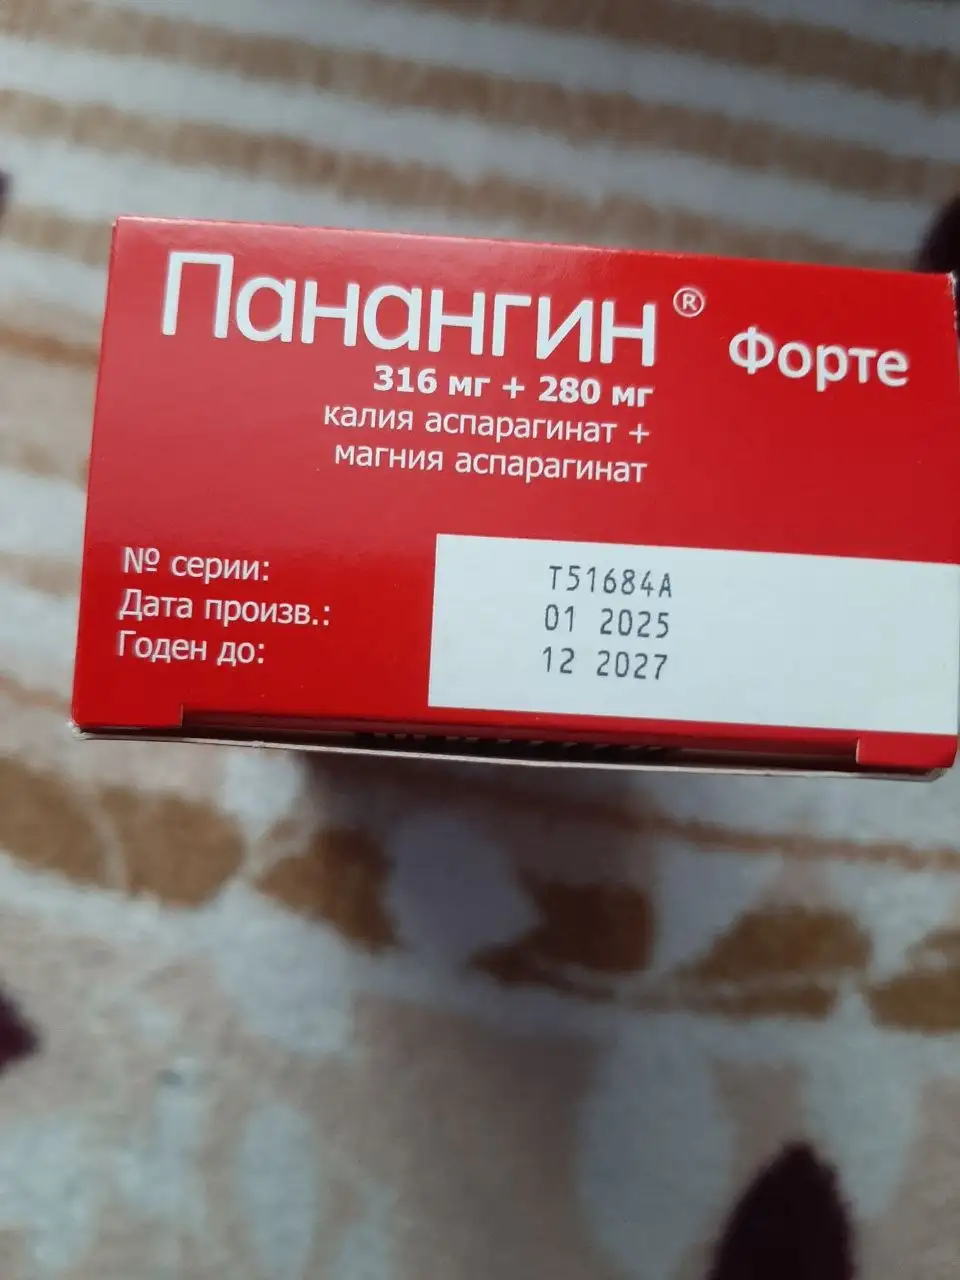 Панангин® Форте
316 мг + 280 мг
калия аспарагинат +
магния аспарагинат
№ серии: T51684A
Дата произв.: 01 2025
Годен до: 12 2027